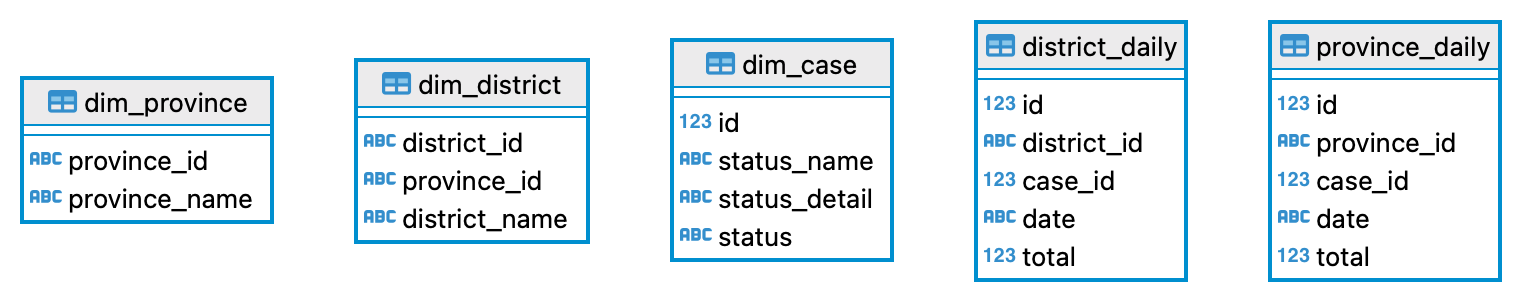 dim_province
ABC province_id
ABC province_name
dim_district
ABC district_id
ABC province_id
ABC district_name
dim_case
123 id
ABC status_name
ABC status_detail
ABC status
district_daily
123 id
ABC district_id
123 case_id
ABC date
123 total
province_daily
123 id
ABC province_id
123 case_id
ABC date
123 total